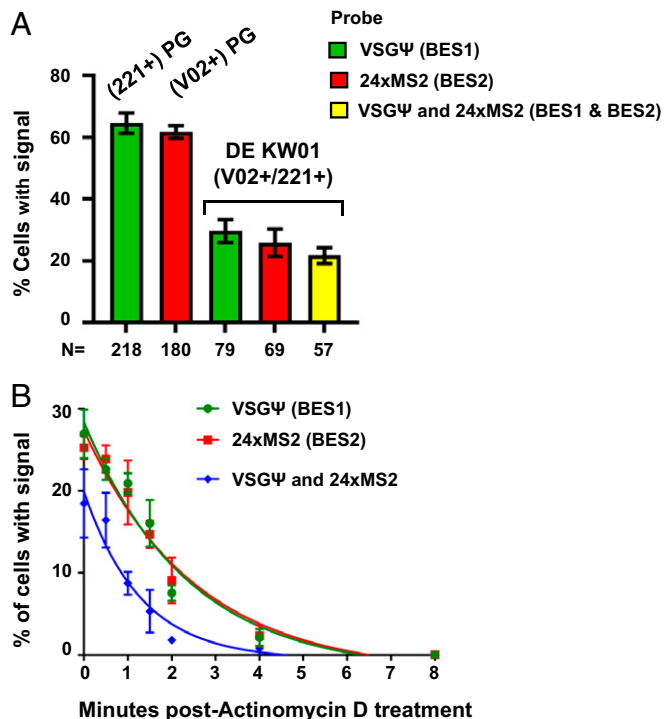 A
Probe
VSGΨ (BES1)
24xMS2 (BES2)
VSGΨ and 24xMS2 (BES1 & BES2)
(221+) PG
(V02+) PG
DE KW01
(V02+/221+)
% Cells with signal
80
60
40
20
0
N= 218 180 79 69 57
B
VSGΨ (BES1)
24xMS2 (BES2)
VSGΨ and 24xMS2
% of cells with signal
30
20
10
0
0 1 2 3 4 5 6 7 8
Minutes post-Actinomycin D treatment